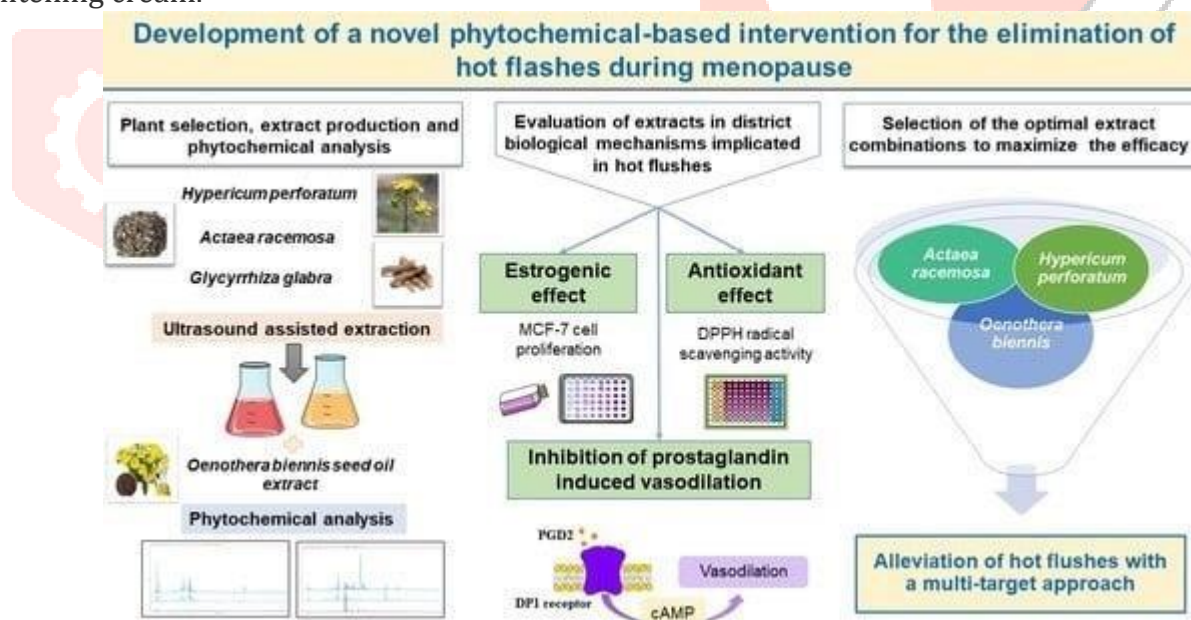 ntoning cream.
Development of a novel phytochemical-based intervention for the elimination of
hot flashes during menopause
Plant selection, extract production and
phytochemical analysis
Hypericum perforatum
Actaea racemosa
Glycyrrhiza glabra
Ultrasound assisted extraction
Oenothera biennis seed oil
extract
Phytochemical analysis
Evaluation of extracts in district
biological mechanisms implicated
in hot flushes
Estrogenic
effect
MCF-7 cell
proliferation
Antioxidant
effect
DPPH radical
scavenging activity
Inhibition of prostaglandin
induced vasodilation
PGD2
DP1 receptor
cAMP
Vasodilation
Selection of the optimal extract
combinations to maximize the efficacy
Actaea
racemosa
Hypericum
perforatum
Oenothera
biennis
Alleviation of hot flushes with
a multi-target approach